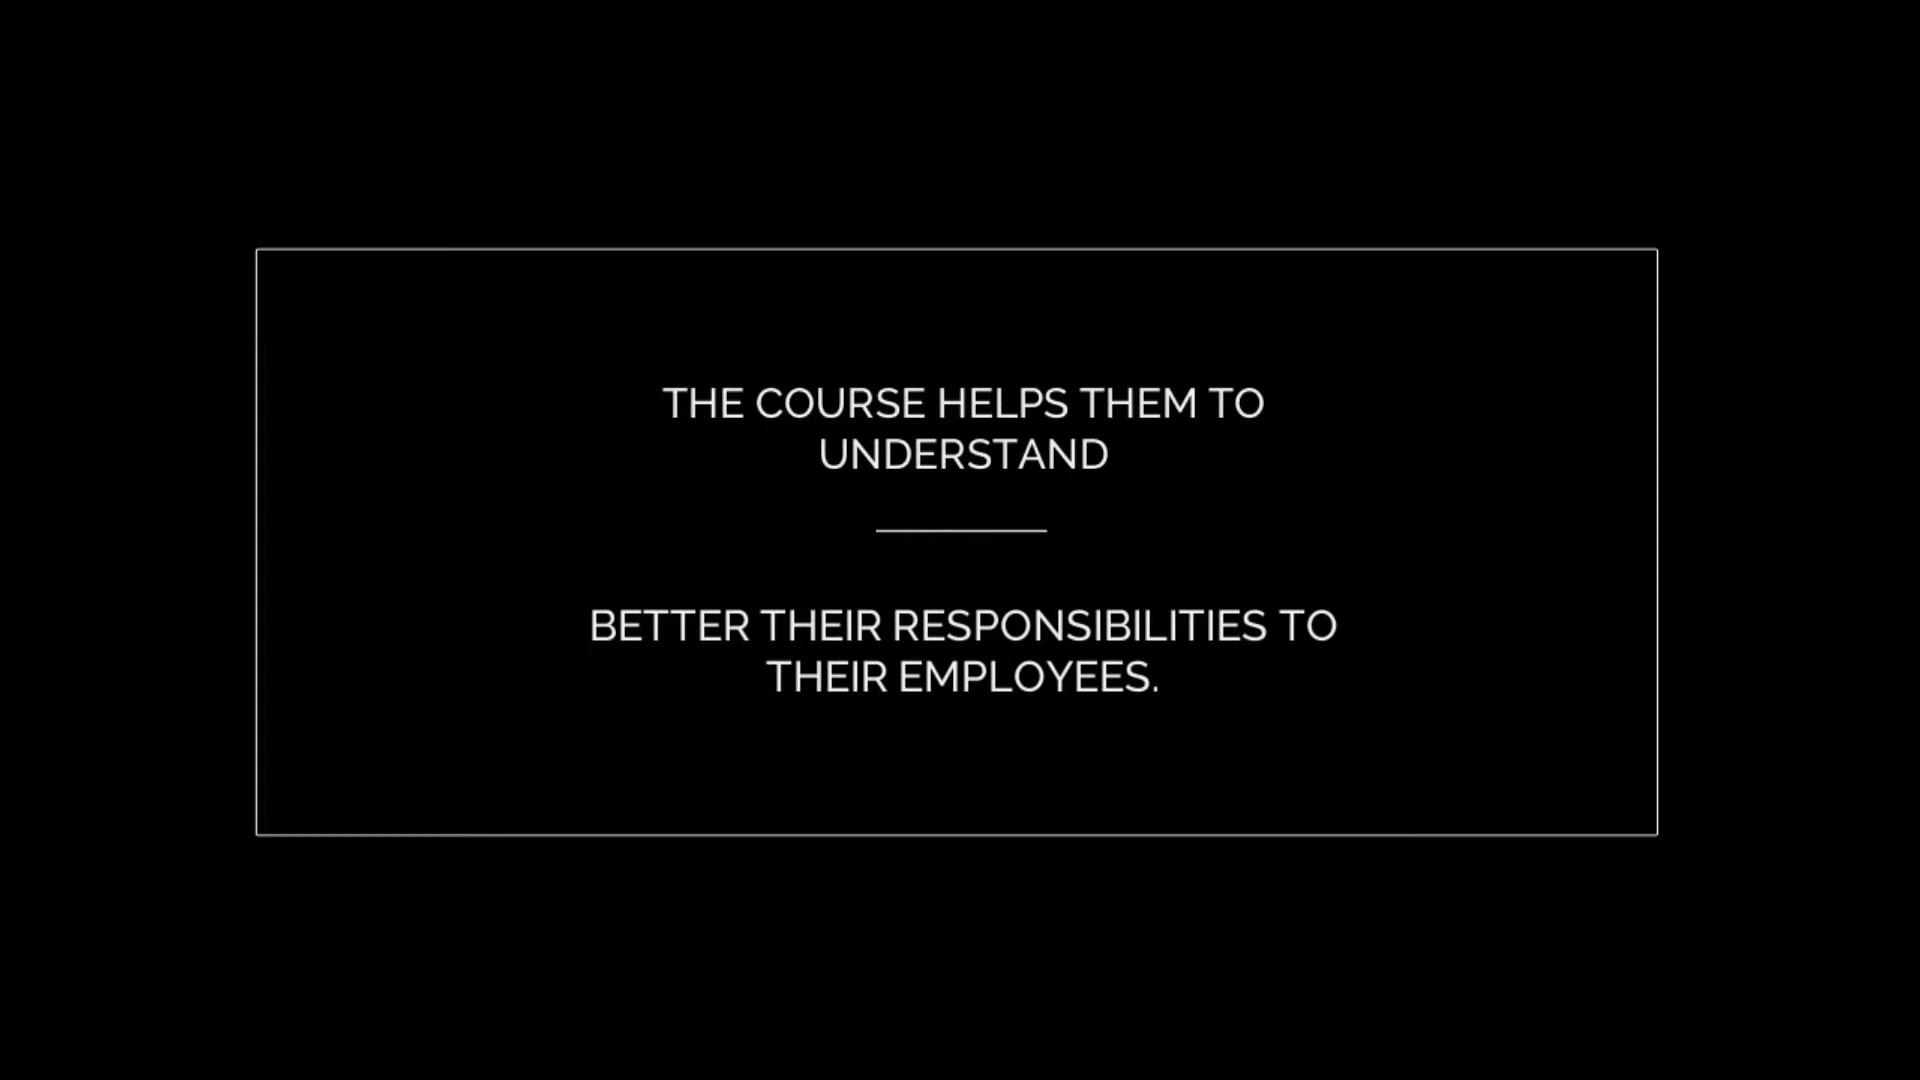 THE COURSE HELPS THEM TO
UNDERSTAND
BETTER THEIR RESPONSIBILITIES TO
THEIR EMPLOYEES.